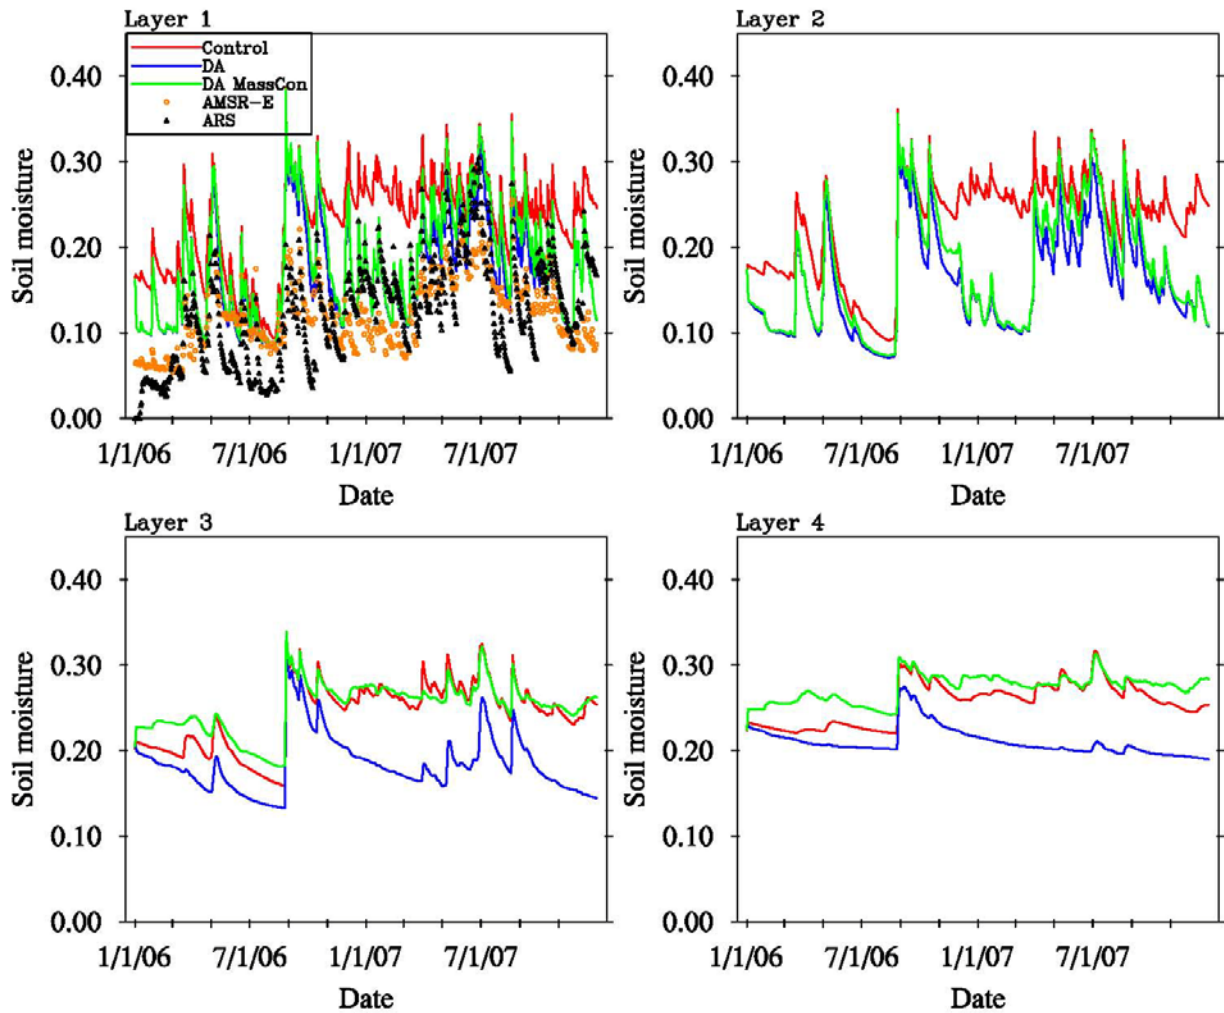 Layer 1
Control
DA
DA MassCon
AMSR-E
ARS
0.40
0.30
0.20
0.10
0.00
Soil moisture
1/1/06 7/1/06 1/1/07 7/1/07
Date
Layer 2
0.40
0.30
0.20
0.10
0.00
Soil moisture
1/1/06 7/1/06 1/1/07 7/1/07
Date
Layer 3
0.40
0.30
0.20
0.10
0.00
Soil moisture
1/1/06 7/1/06 1/1/07 7/1/07
Date
Layer 4
0.40
0.30
0.20
0.10
0.00
Soil moisture
1/1/06 7/1/06 1/1/07 7/1/07
Date